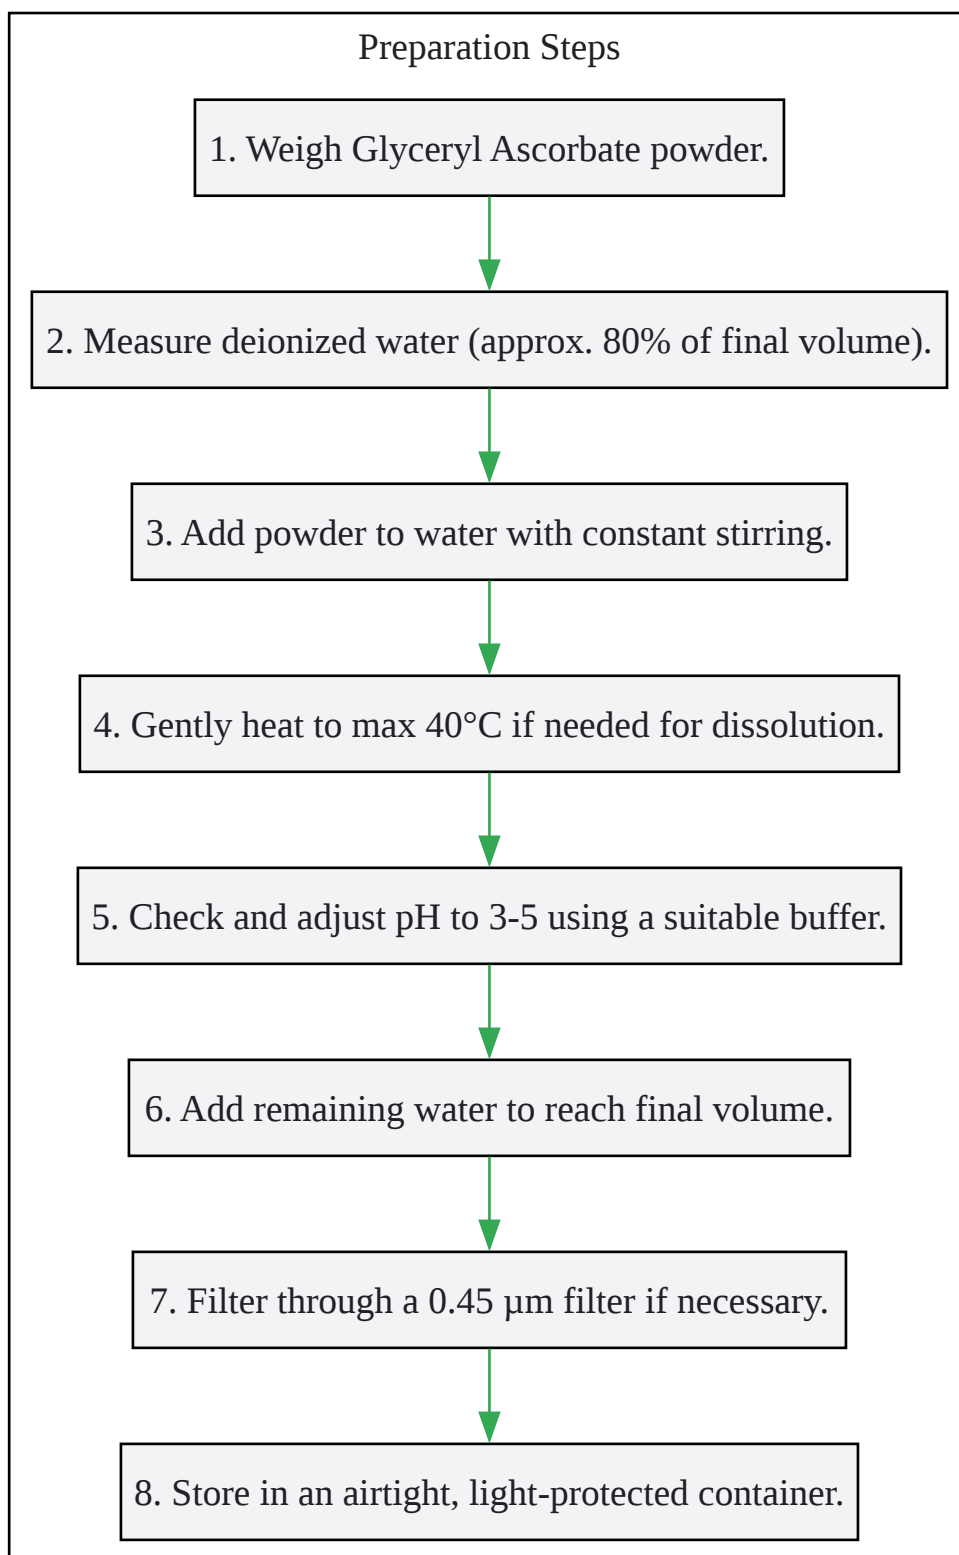 Preparation Steps
1. Weigh Glyceryl Ascorbate powder.
2. Measure deionized water (approx. 80% of final volume).
3. Add powder to water with constant stirring.
4. Gently heat to max 40°C if needed for dissolution.
5. Check and adjust pH to 3-5 using a suitable buffer.
6. Add remaining water to reach final volume.
7. Filter through a 0.45 µm filter if necessary.
8. Store in an airtight, light-protected container.